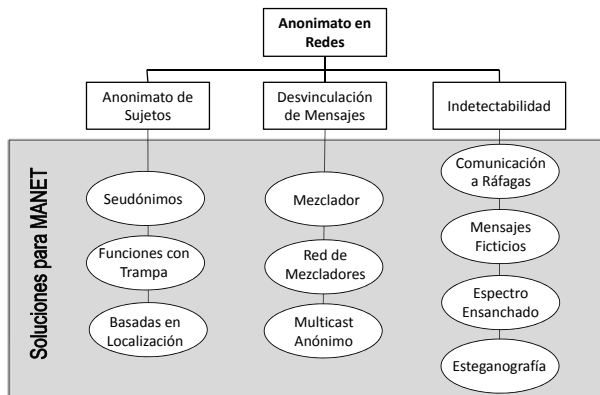 Anonimato en
Redes
Anonimato de
Sujetos
Desvinculación
de Mensajes
Indetectabilidad
Soluciones para MANET
Seudónimos
Funciones con
Trampa
Basadas en
Localización
Mezclador
Red de
Mezcladores
Multicast
Anónimo
Comunicación
a Ráfagas
Mensajes
Ficticios
Espectro
Ensanchado
Esteganografía